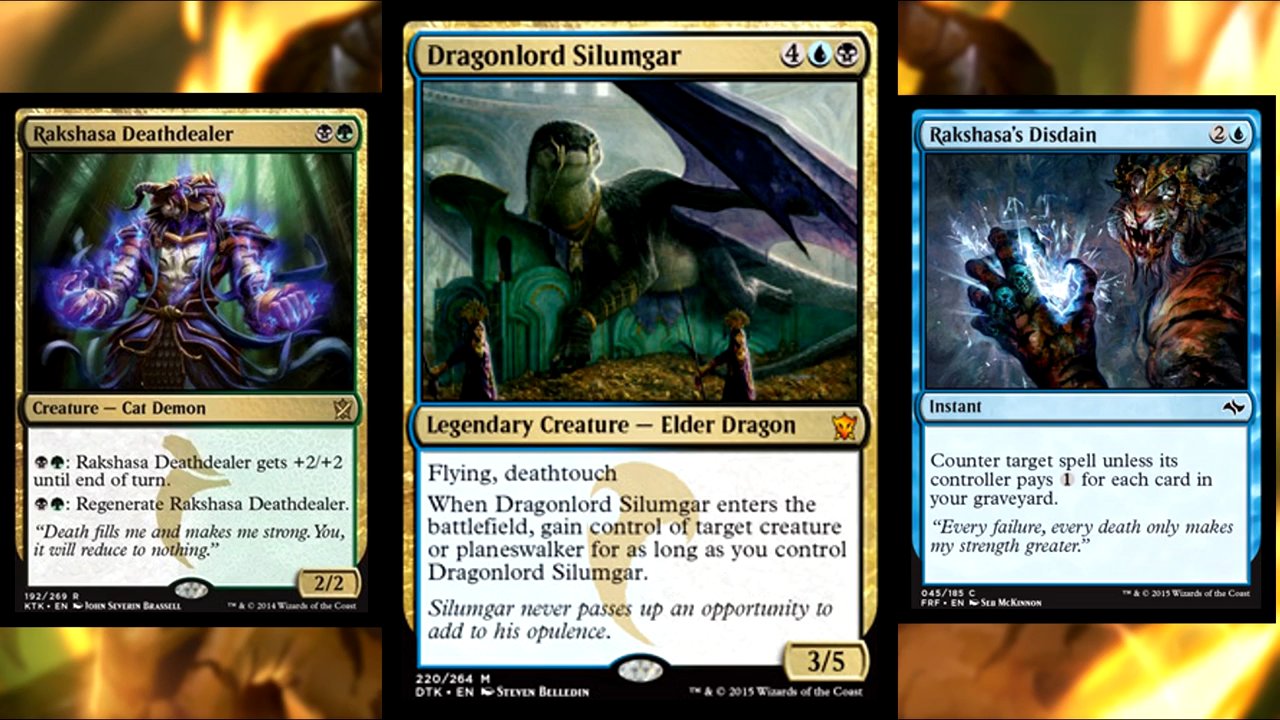 Rakshasa Deathdealer
Creature — Cat Demon
: Rakshasa Deathdealer gets +2/+2
until end of turn.
: Regenerate Rakshasa Deathdealer.
“Death fills me and makes me strong. You,
it will reduce to nothing.”
2/2
192/269 R
KTK • EN JOHN SEVERIN BRASSELL
™ & © 2014 Wizards of the Coast
Dragonlord Silumgar
4
Legendary Creature — Elder Dragon
Flying, deathtouch
When Dragonlord Silumgar enters the
battlefield, gain control of target creature
or planeswalker for as long as you control
Dragonlord Silumgar.
Silumgar never passes up an opportunity to
add to his opulence.
3/5
220/264 M
DTK • EN STEVEN BELLEDIN
™ & © 2015 Wizards of the Coast
Rakshasa's Disdain
2
Instant
Counter target spell unless its
controller pays 1 for each card in
your graveyard.
“Every failure, every death only makes
my strength greater.”
045/185 C
FRF • EN SEB MCKINNON
™ & © 2015 Wizards of the Coast